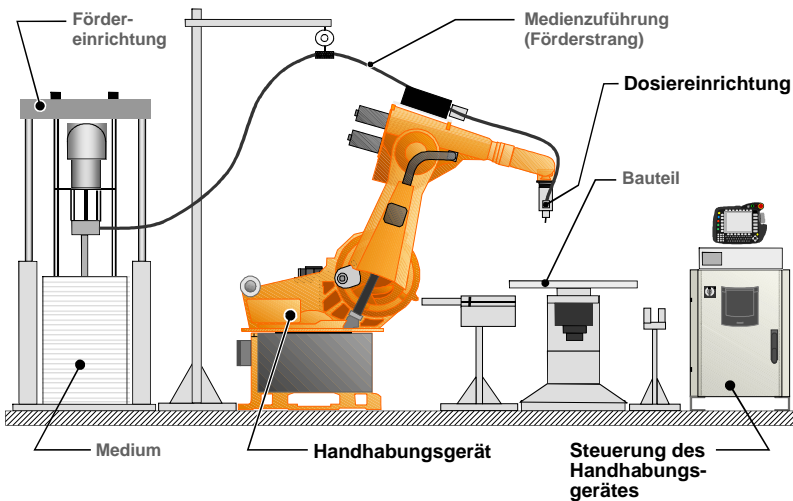 Förder-
einrichtung
Medienzuführung
(Förderstrang)
Dosiereinrichtung
Bauteil
Medium
Handhabungsgerät
Steuerung des
Handhabungs-
gerätes